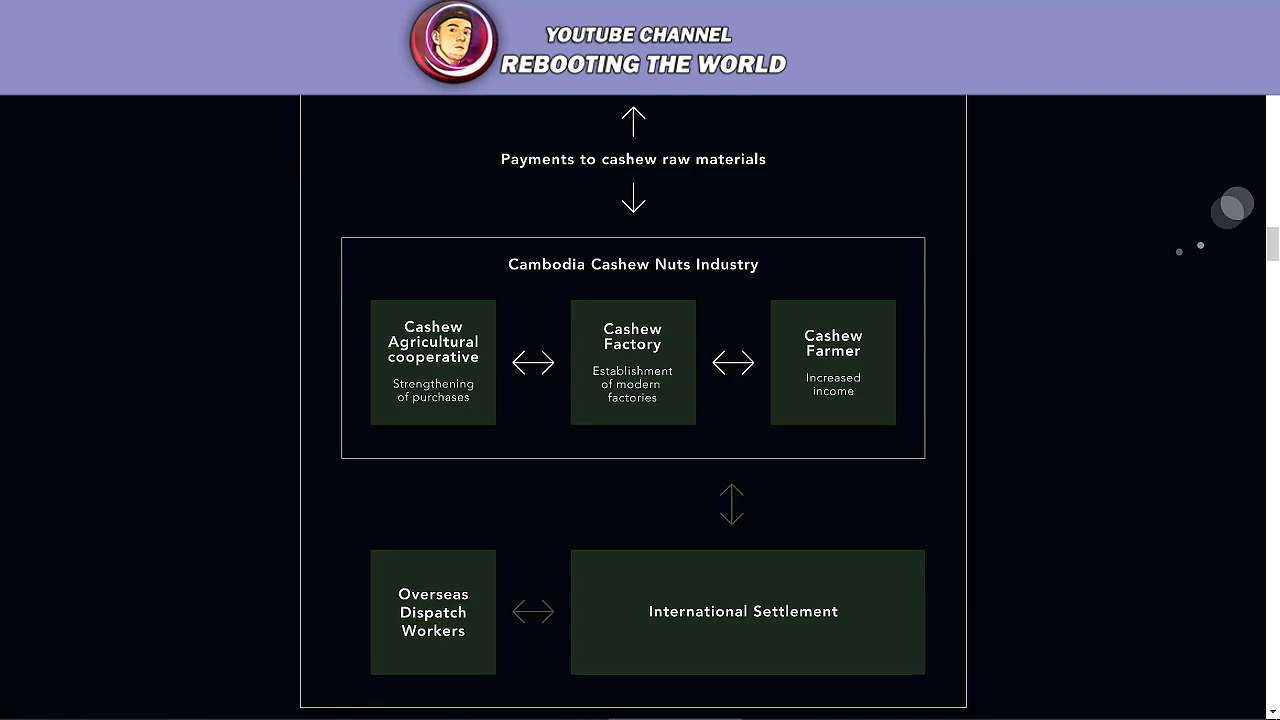 YOUTUBE CHANNEL
REBOOTING THE WORLD
Payments to cashew raw materials
Cambodia Cashew Nuts Industry
Cashew
Agricultural
cooperative
Strengthening
of purchases
Cashew
Factory
Establishment
of modern
factories
Cashew
Farmer
Increased
income
Overseas
Dispatch
Workers
International Settlement